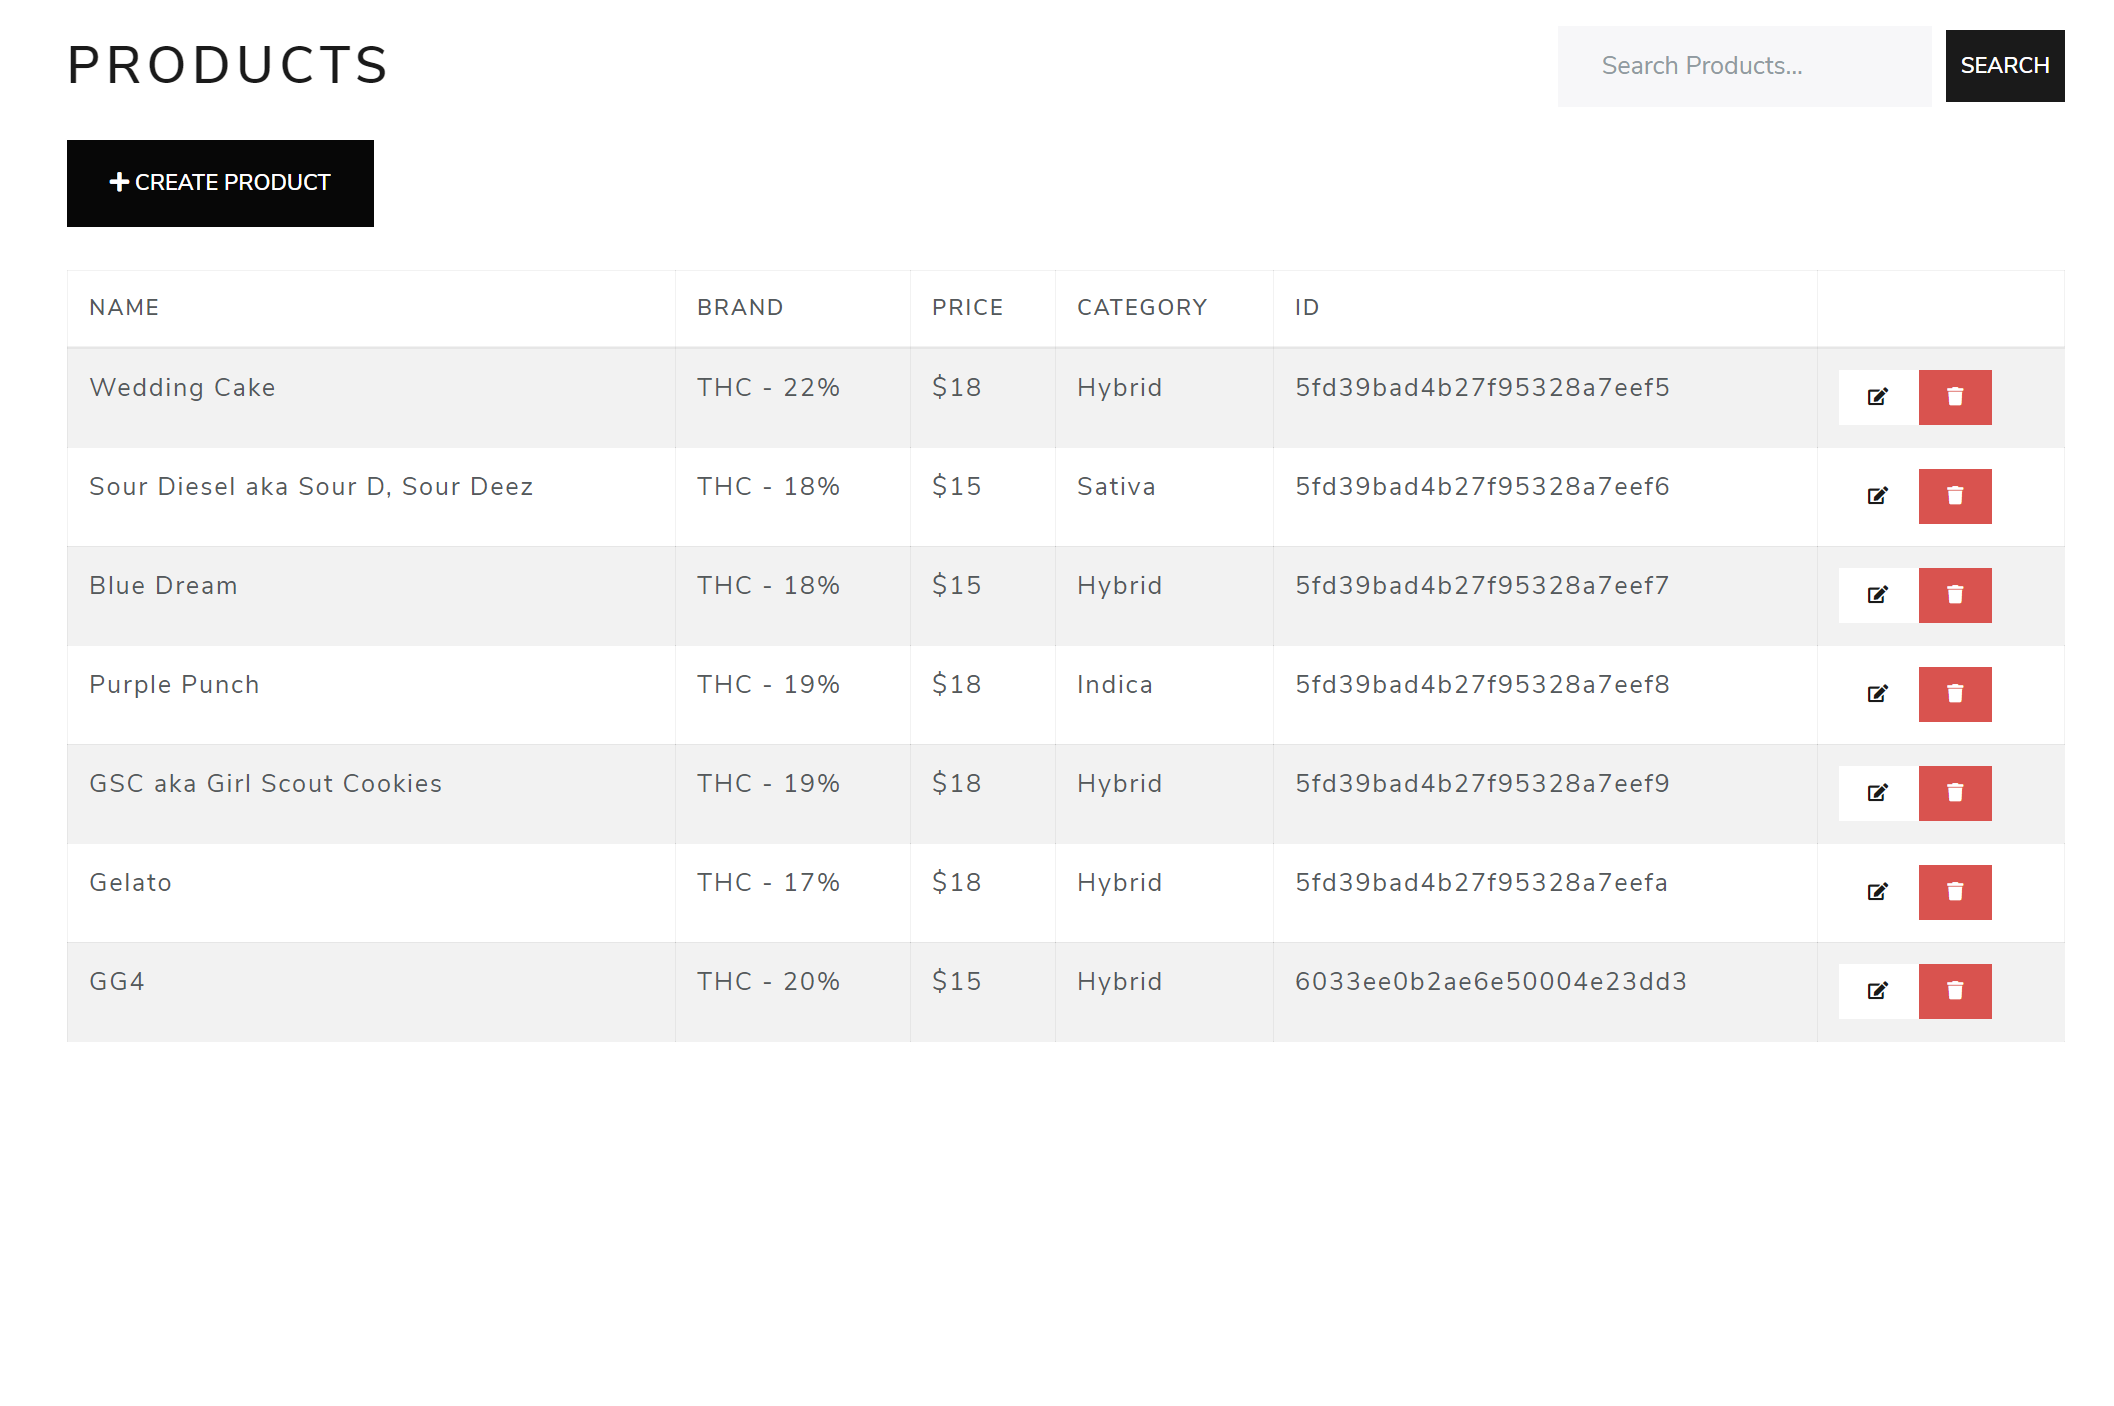 PRODUCTS
Search Products...
SEARCH
CREATE PRODUCT
NAME BRAND PRICE CATEGORY ID
Wedding Cake THC - 22% $18 Hybrid 5fd39bad4b27f95328a7eef5
Sour Diesel aka Sour D, Sour Deez THC - 18% $15 Sativa 5fd39bad4b27f95328a7eef6
Blue Dream THC - 18% $15 Hybrid 5fd39bad4b27f95328a7eef7
Purple Punch THC - 19% $18 Indica 5fd39bad4b27f95328a7eef8
GSC aka Girl Scout Cookies THC - 19% $18 Hybrid 5fd39bad4b27f95328a7eef9
Gelato THC - 17% $18 Hybrid 5fd39bad4b27f95328a7eefa
GG4 THC - 20% $15 Hybrid 6033ee0b2ae6e50004e23dd3